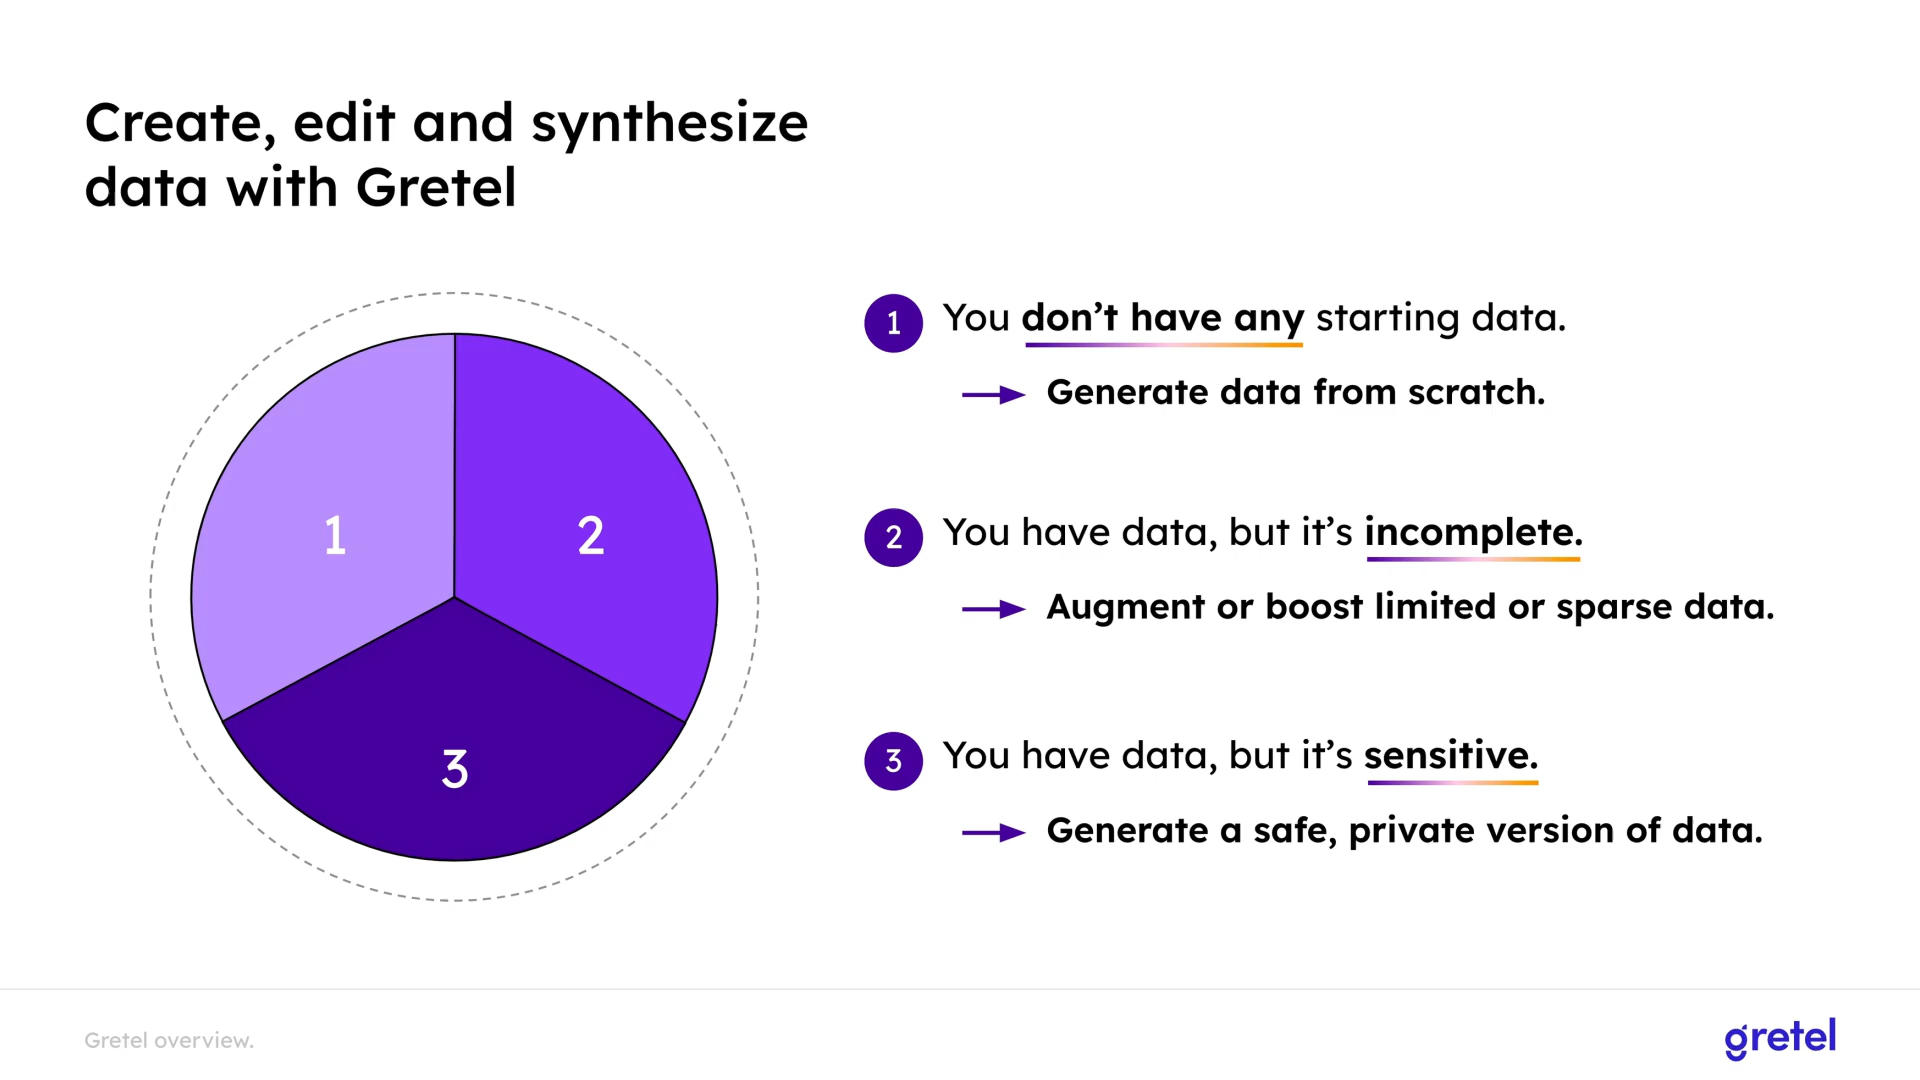 Create, edit and synthesize
data with Gretel
1
2
3
1 You don’t have any starting data.
Generate data from scratch.
2 You have data, but it’s incomplete.
Augment or boost limited or sparse data.
3 You have data, but it’s sensitive.
Generate a safe, private version of data.
Gretel overview.
gretel